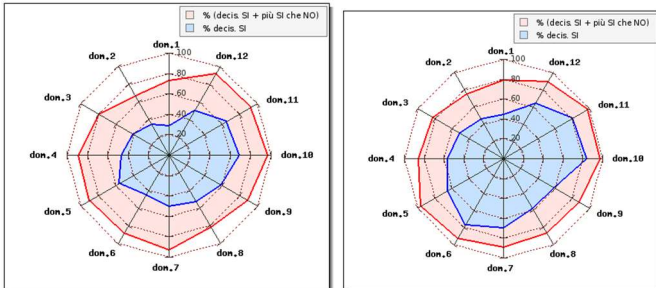 % (decis. SI + più SI che NO)
% decis. SI
dom.1
dom.2
dom.3
dom.4
dom.5
dom.6
dom.7
dom.8
dom.9
dom.10
dom.11
dom.12
100
80
60
40
20
% (decis. SI + più SI che NO)
% decis. SI
dom.1
dom.2
dom.3
dom.4
dom.5
dom.6
dom.7
dom.8
dom.9
dom.10
dom.11
dom.12
100
80
60
40
20